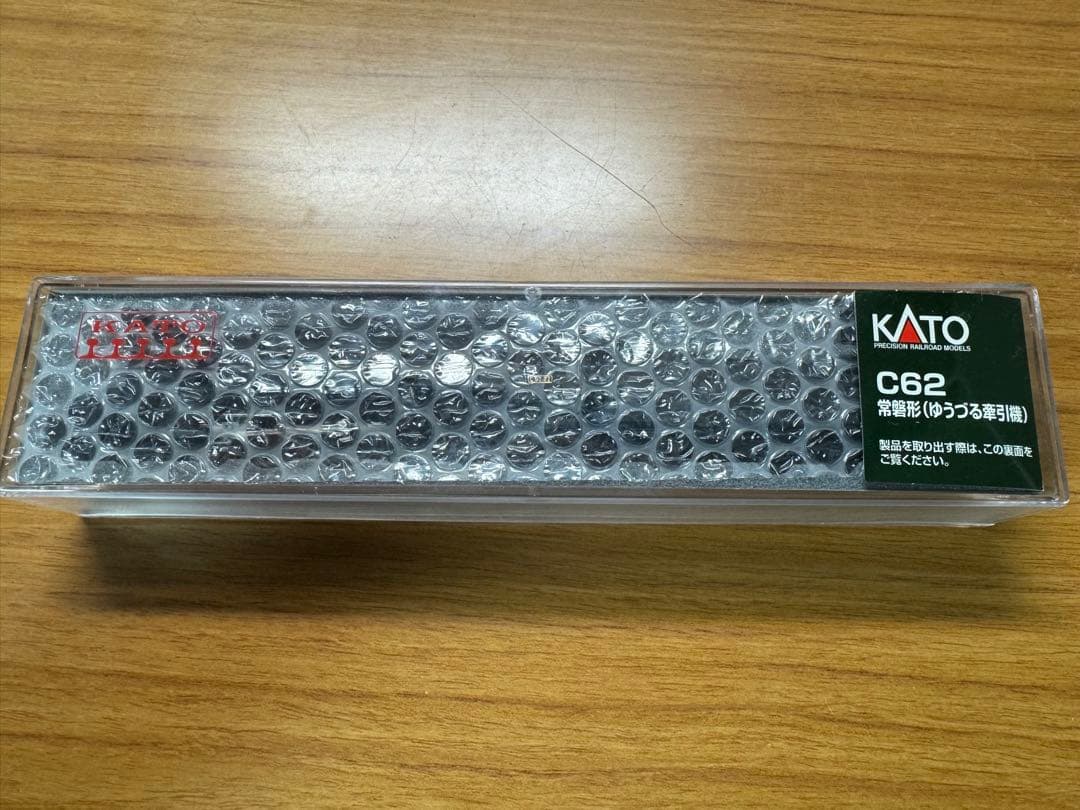 KATO
KATO
PRECISION RAILROAD MODELS
C62
常磐形(ゆうづる牽引機)
製品を取り出す際は、この裏面を
ご覧ください。